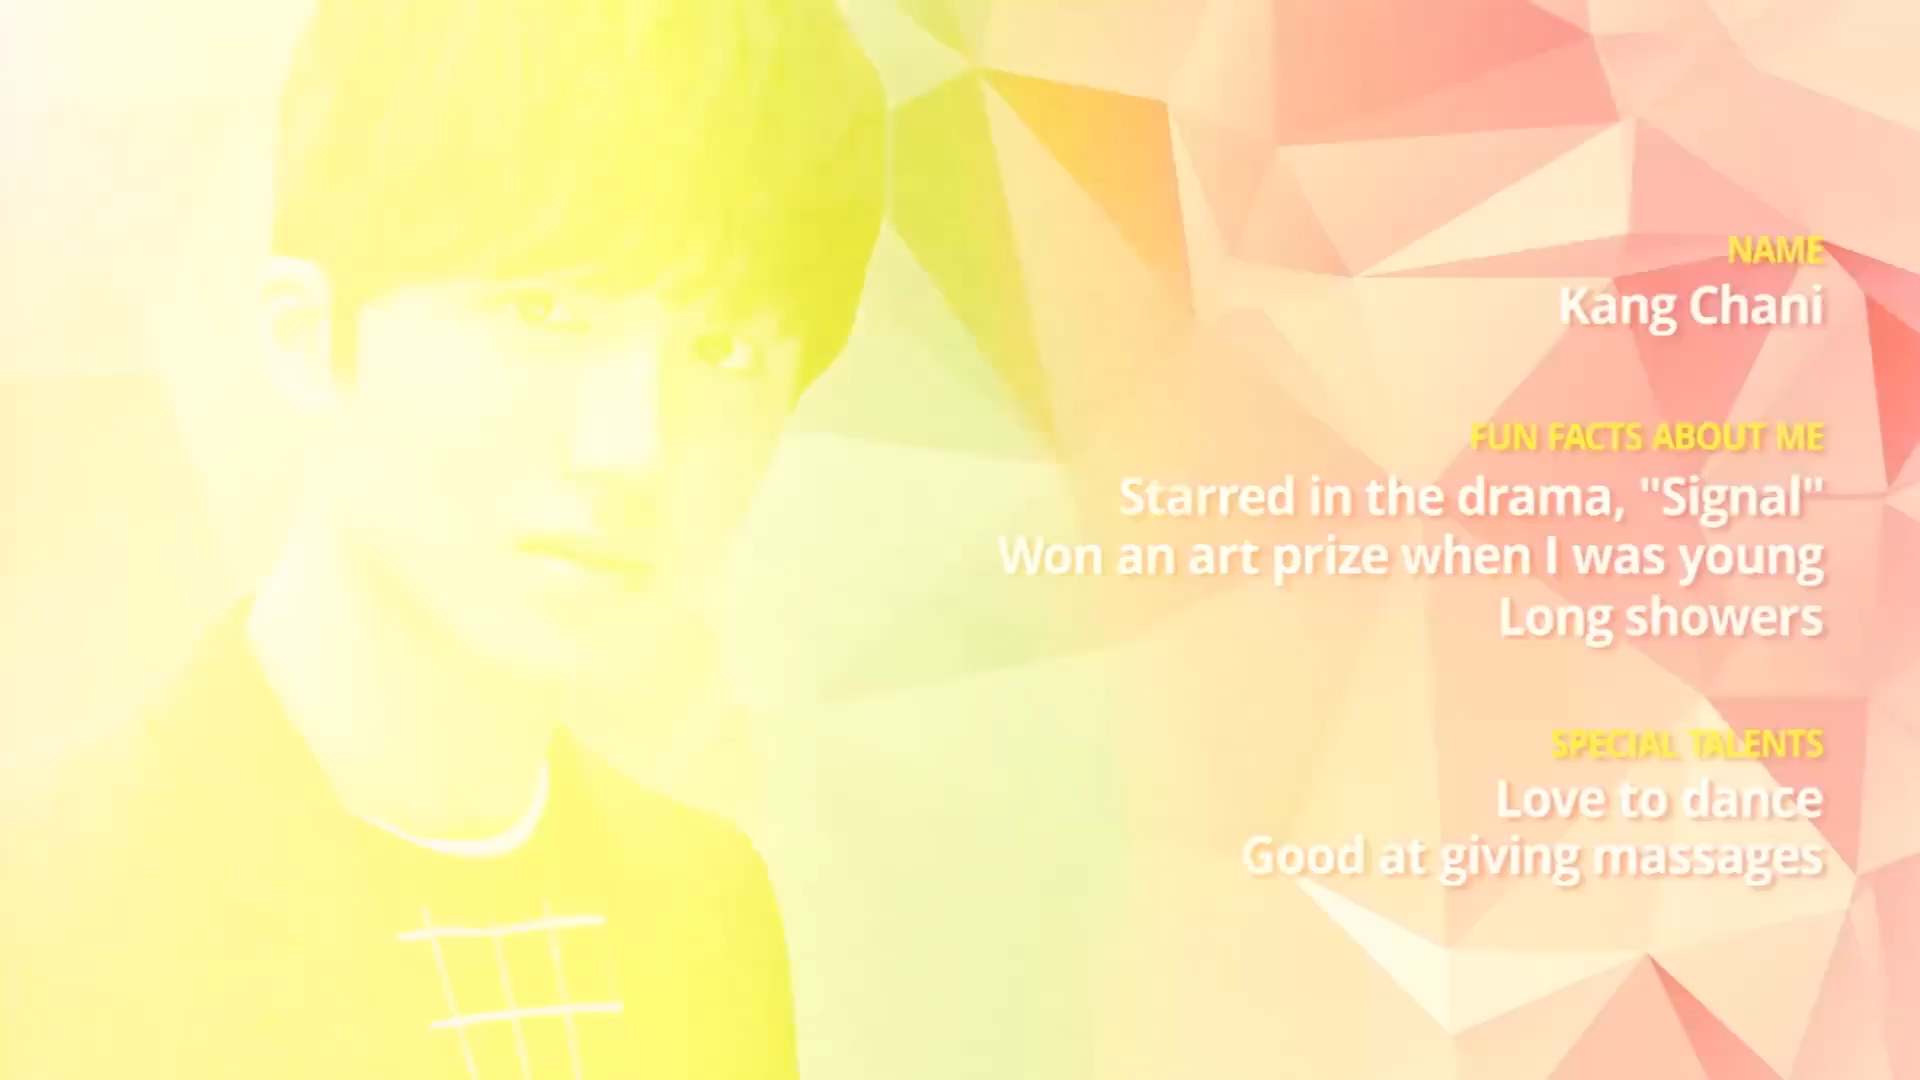 NAME
Kang Chani
FUN FACTS ABOUT ME
Starred in the drama, "Signal"
Won an art prize when I was young
Long showers
SPECIAL TALENTS
Love to dance
Good at giving massages